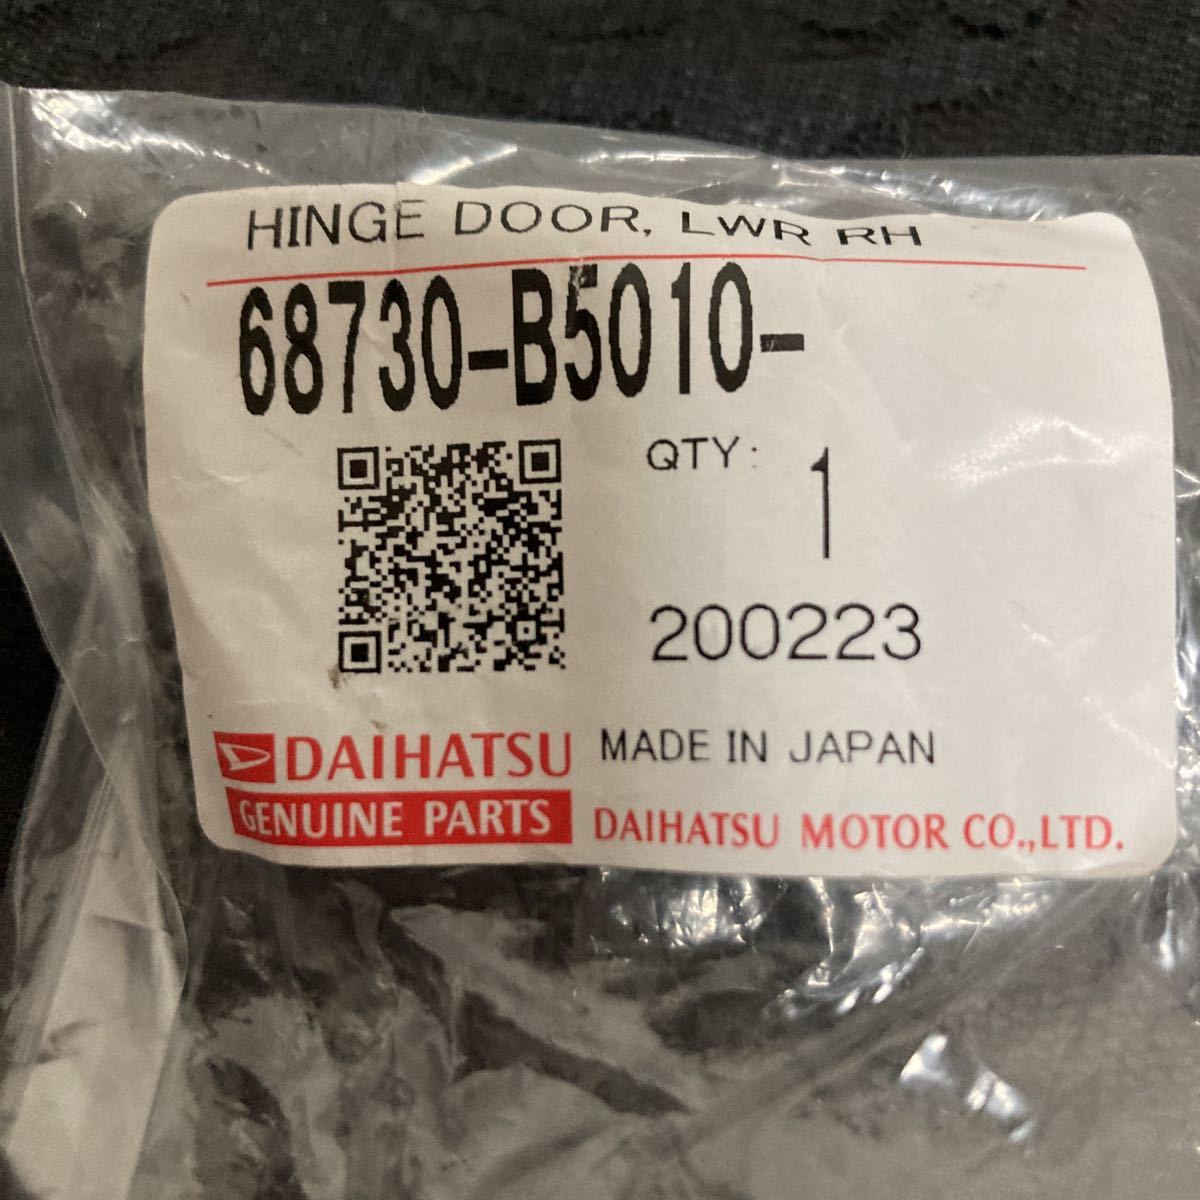 HINGE DOOR, LWR RH
68730-B5010-
QTY: 1
200223
DAIHATSU MADE IN JAPAN
GENUINE PARTS DAIHATSU MOTOR CO.,LTD.